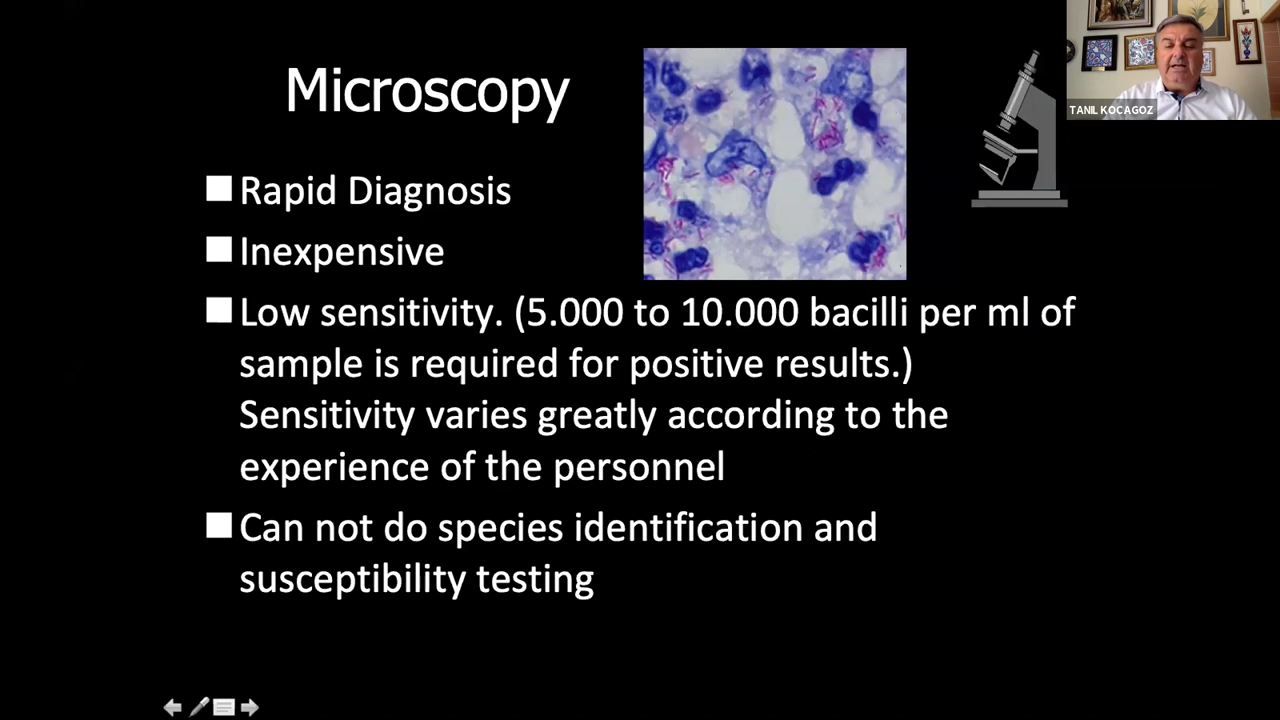 Microscopy
TANIL KOCAGOZ
Rapid Diagnosis
Inexpensive
Low sensitivity. (5.000 to 10.000 bacilli per ml of
sample is required for positive results.)
Sensitivity varies greatly according to the
experience of the personnel
Can not do species identification and
susceptibility testing